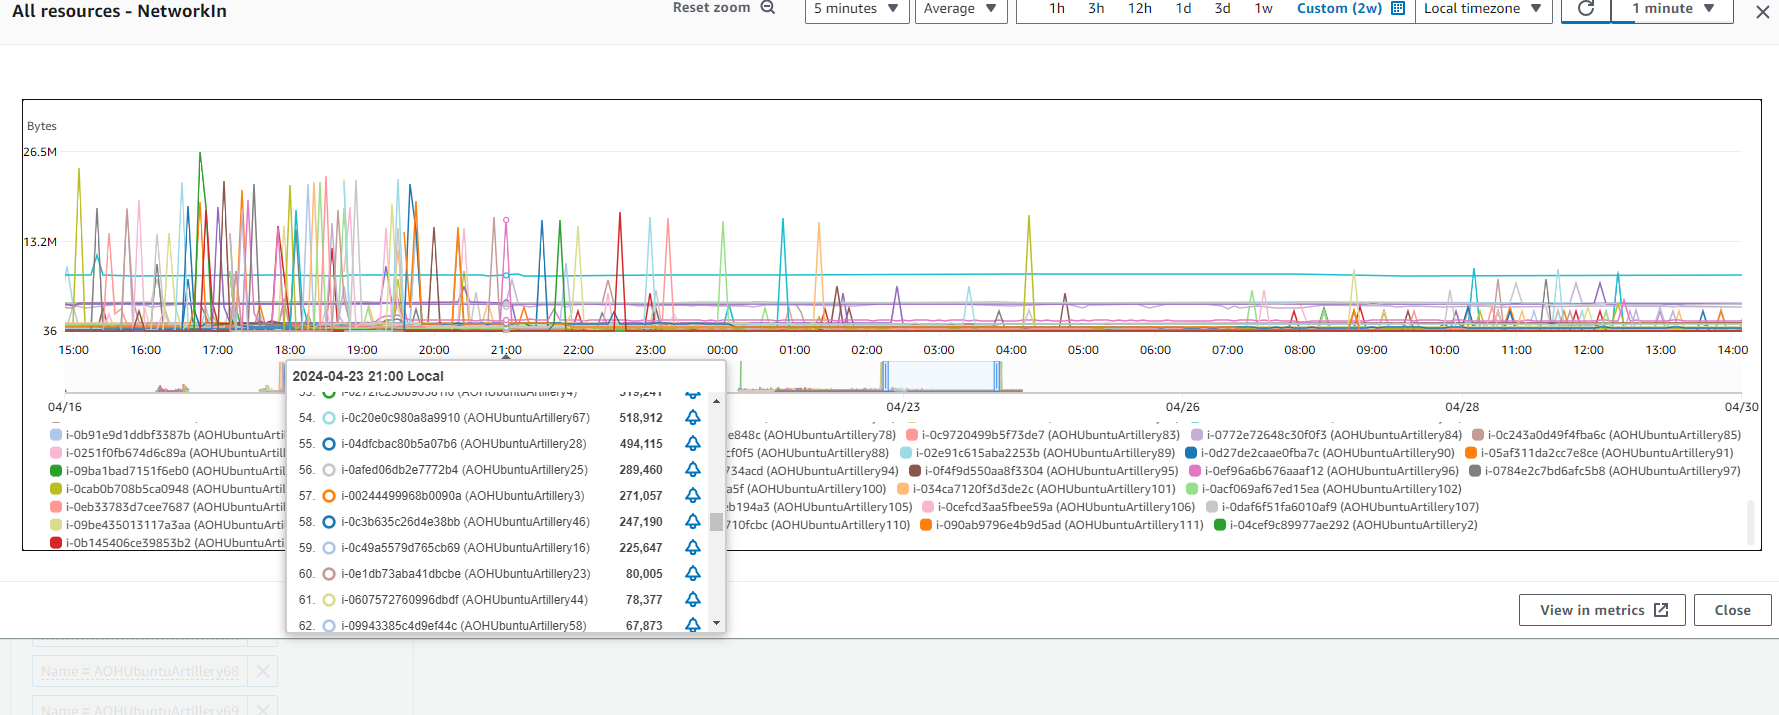 All resources - NetworkIn
Reset zoom
5 minutes
Average
1h 3h 12h 1d 3d 1w Custom (2w)
Local timezone
1 minute
Bytes
26.5M
13.2M
36
15:00 16:00 17:00 18:00 19:00 20:00 21:00 22:00 23:00 00:00 01:00 02:00 03:00 04:00 05:00 06:00 07:00 08:00 09:00 10:00 11:00 12:00 13:00 14:00
04/16 04/23 04/26 04/28 04/30
2024-04-23 21:00 Local
54. i-0c20e0c980a8a9910 (AOHUbuntuArtillery67) 518,912
55. i-04dfcbac80b5a07b6 (AOHUbuntuArtillery28) 494,115
56. i-0afed06db2e7772b4 (AOHUbuntuArtillery25) 289,460
57. i-00244499968b0090a (AOHUbuntuArtillery3) 271,057
58. i-0c3b635c26d4e38bb (AOHUbuntuArtillery46) 247,190
59. i-0c49a5579d765cb69 (AOHUbuntuArtillery16) 225,647
60. i-0e1db73aba41dbcbe (AOHUbuntuArtillery23) 80,005
61. i-0607572760996dbdf (AOHUbuntuArtillery44) 78,377
62. i-09943385c4d9ef44c (AOHUbuntuArtillery58) 67,873
i-0b91e9d1ddbf3387b (AOHUbuntuArti e848c (AOHUbuntuArtillery78) i-0c9720499b5f73de7 (AOHUbuntuArtillery83) i-0772e72648c30f0f3 (AOHUbuntuArtillery84) i-0c243a0d49f4fba6c (AOHUbuntuArtillery85)
i-0251f0fb674d6c89a (AOHUbuntuArtil cf0f5 (AOHUbuntuArtillery88) i-02e91c615aba2253b (AOHUbuntuArtillery89) i-0d27de2caae0fba7c (AOHUbuntuArtillery90) i-05af311da2cc7e8ce (AOHUbuntuArtillery91)
i-09ba1bad7151f6eb0 (AOHUbuntuArti 734acd (AOHUbuntuArtillery94) i-0f4f9d550aa8f3304 (AOHUbuntuArtillery95) i-0ef96a6b676aaaf12 (AOHUbuntuArtillery96) i-0784e2c7bd6afc5b8 (AOHUbuntuArtillery97)
i-0cab0b708b5ca0948 (AOHUbuntuArti a5f (AOHUbuntuArtillery100) i-034ca7120f3d3de2c (AOHUbuntuArtillery101) i-0acf069af67ed15ea (AOHUbuntuArtillery102)
i-0eb33783d7cee7687 (AOHUbuntuArti eb194a3 (AOHUbuntuArtillery105) i-0cefcd3aa5fbee59a (AOHUbuntuArtillery106) i-0daf6f51fa6010af9 (AOHUbuntuArtillery107)
i-09be435013117a3aa (AOHUbuntuArti 710fcbc (AOHUbuntuArtillery110) i-090ab9796e4b9d5ad (AOHUbuntuArtillery111) i-04cef9c89977ae292 (AOHUbuntuArtillery2)
i-0b145406ce39853b2 (AOHUbuntuArti
View in metrics
Close
Name = AOHUbuntuArtillery68
Name = AOHUbuntuArtillery69